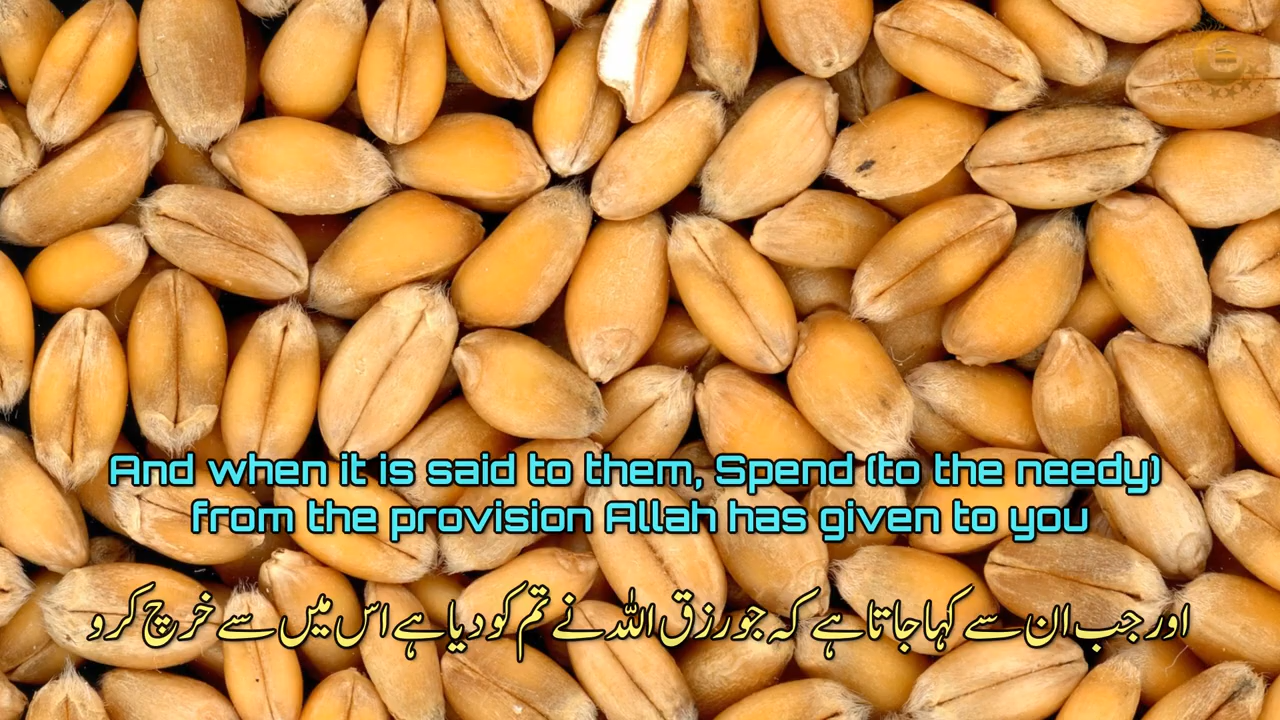 And when it is said to them, Spend (to the needy)
from the provision Allah has given to you
اور جب ان سے کہا جاتا ہے کہ جو رزق اللہ نے تم کو دیا ہے اس میں سے خرچ کرو